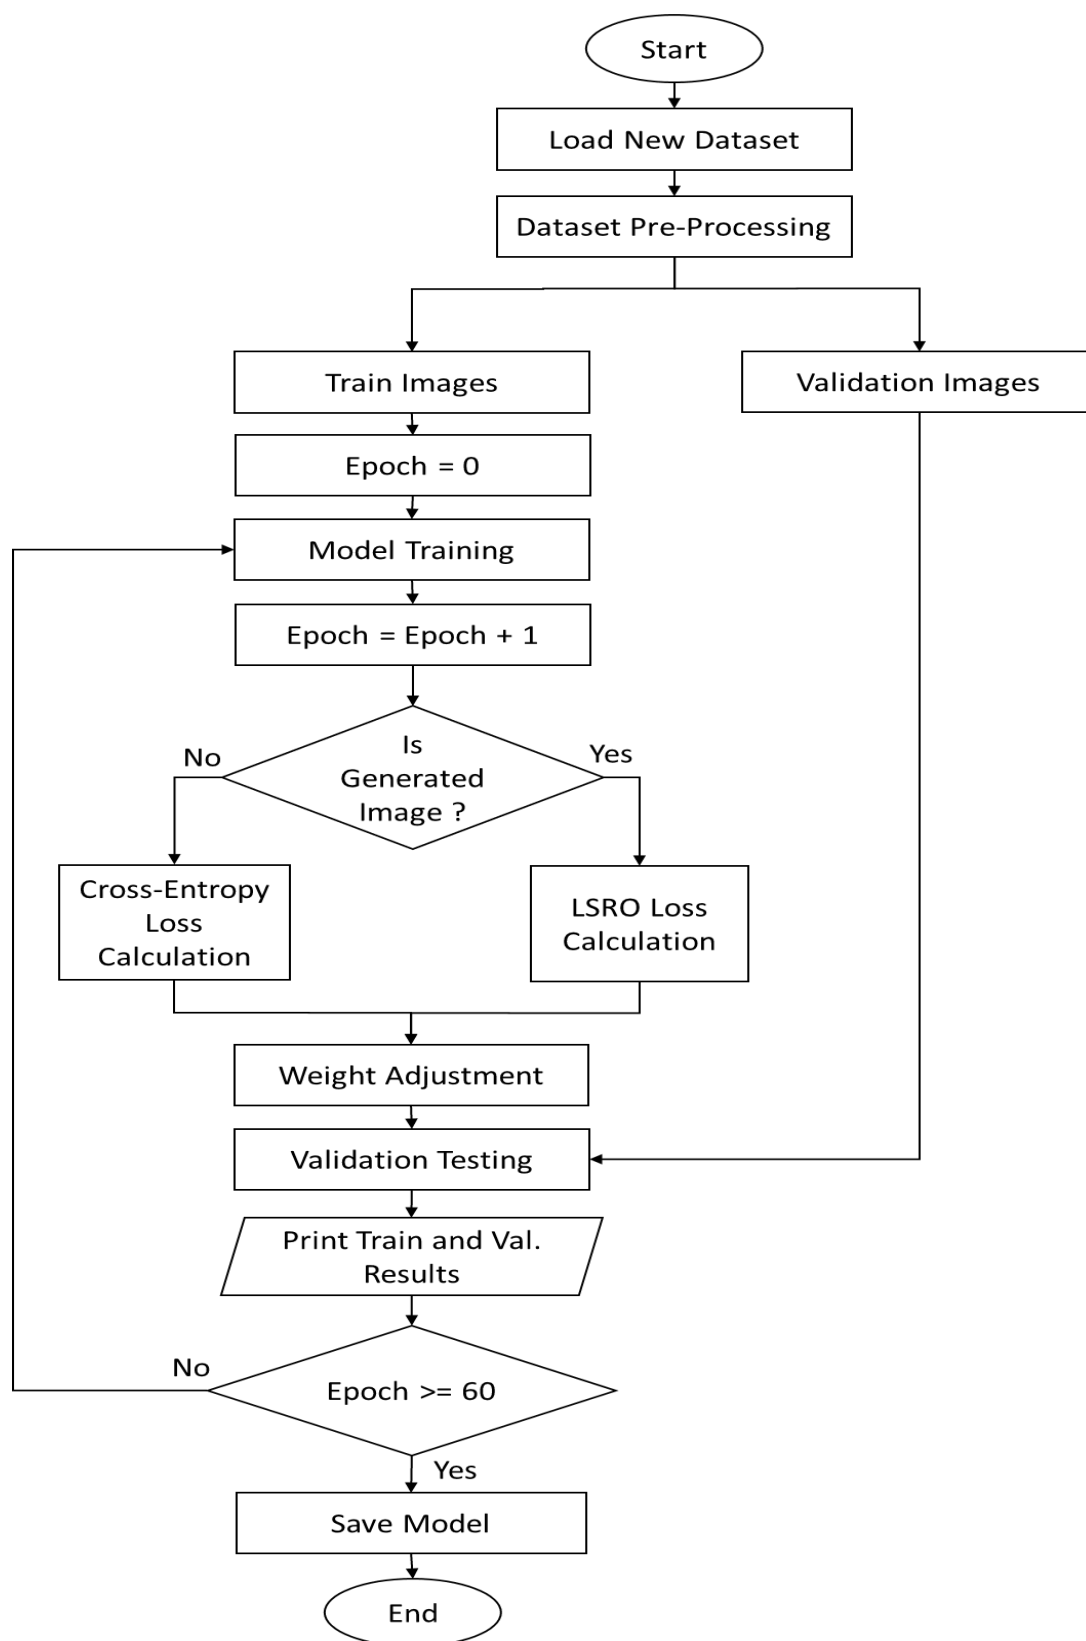 Start
Load New Dataset
Dataset Pre-Processing
Train Images
Validation Images
Epoch = 0
Model Training
Epoch = Epoch + 1
No
Is
Generated
Image ?
Yes
Cross-Entropy
Loss
Calculation
LSRO Loss
Calculation
Weight Adjustment
Validation Testing
Print Train and Val.
Results
No
Epoch >= 60
Yes
Save Model
End